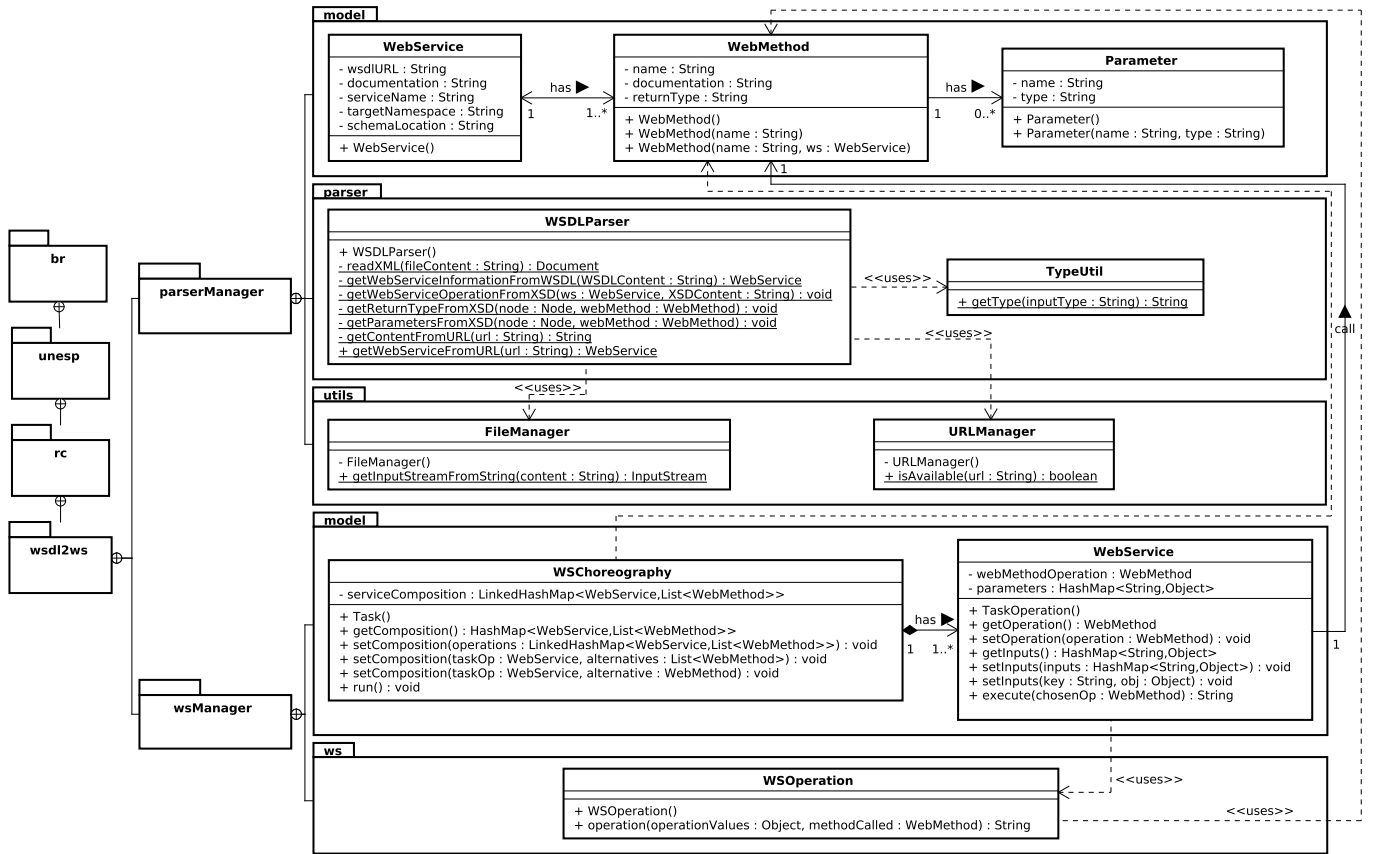 model
WebService
- wsdlURL : String
- documentation : String
- serviceName : String
- targetNamespace : String
- schemaLocation : String
+ WebService()
has
1
1..*
WebMethod
- name : String
- documentation : String
- returnType : String
+ WebMethod()
+ WebMethod(name : String)
+ WebMethod(name : String, ws : WebService)
has
1
0..*
Parameter
- name : String
- type : String
+ Parameter()
+ Parameter(name : String, type : String)
1
parser
WSDLParser
+ WSDLParser()
- readXML(fileContent : String) : Document
- getWebServiceInformationFromWSDL(WSDLContent : String) : WebService
- getWebServiceOperationFromXSD(ws : WebService, XSDContent : String) : void
- getReturnTypeFromXSD(node : Node, webMethod : WebMethod) : void
- getParametersFromXSD(node : Node, webMethod : WebMethod) : void
- getContentFromURL(url : String) : String
+ getWebServiceFromURL(url : String) : WebService
<<uses>>
TypeUtil
+ getType(inputType : String) : String
<<uses>>
call
<<uses>>
br
unesp
rc
wsdl2ws
parserManager
wsManager
utils
FileManager
- FileManager()
+ getInputStreamFromString(content : String) : InputStream
URLManager
- URLManager()
+ isAvailable(url : String) : boolean
model
WSChoreography
- serviceComposition : LinkedHashMap<WebService,List<WebMethod>>
+ Task()
+ getComposition() : HashMap<WebService,List<WebMethod>>
+ setComposition(operations : LinkedHashMap<WebService,List<WebMethod>>) : void
+ setComposition(taskOp : WebService, alternatives : List<WebMethod>) : void
+ setComposition(taskOp : WebService, alternative : WebMethod) : void
+ run() : void
has
1
1..*
WebService
- webMethodOperation : WebMethod
- parameters : HashMap<String,Object>
+ TaskOperation()
+ getOperation() : WebMethod
+ setOperation(operation : WebMethod) : void
+ getInputs() : HashMap<String,Object>
+ setInputs(inputs : HashMap<String,Object>) : void
+ setInputs(key : String, obj : Object) : void
+ execute(chosenOp : WebMethod) : String
1
ws
WSOperation
+ WSOperation()
+ operation(operationValues : Object, methodCalled : WebMethod) : String
<<uses>>
<<uses>>